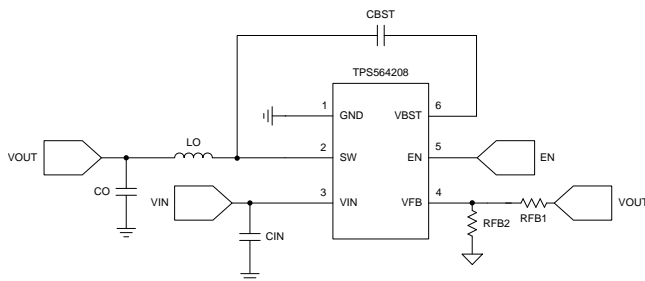 CBST
TPS564208
1 GND VBST 6
LO
VOUT 2 SW EN 5 EN
CO
VIN 3 VIN VFB 4
CIN RFB2 RFB1 VOUT